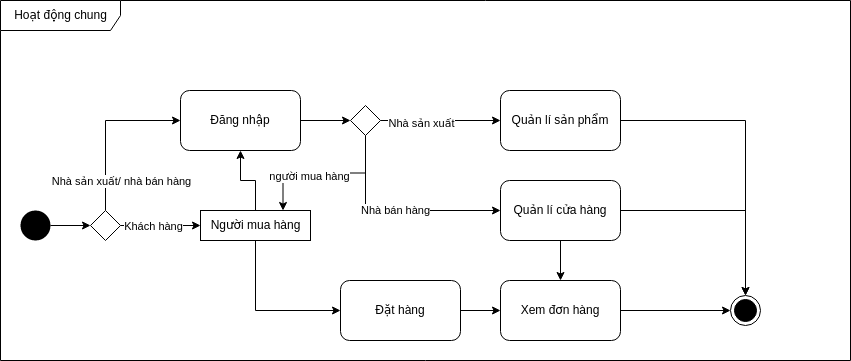 Hoạt động chung
Đăng nhập
Nhà sản xuất
Quản lí sản phẩm
Nhà sản xuất/ nhà bán hàng
người mua hàng
Nhà bán hàng
Quản lí cửa hàng
Khách hàng
Người mua hàng
Đặt hàng
Xem đơn hàng